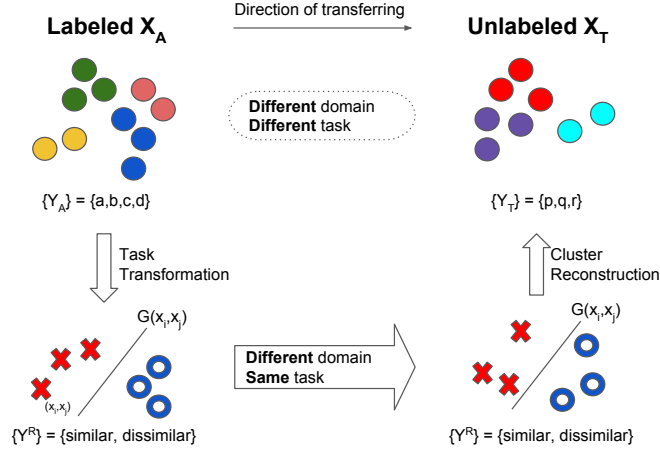 Labeled X_A
Direction of transferring
Unlabeled X_T
Different domain
Different task
{Y_A} = {a,b,c,d}
{Y_T} = {p,q,r}
Task
Transformation
Cluster
Reconstruction
G(x_i,x_j)
G(x_i,x_j)
Different domain
Same task
(x_i,x_j)
{Y^R} = {similar, dissimilar}
{Y^R} = {similar, dissimilar}